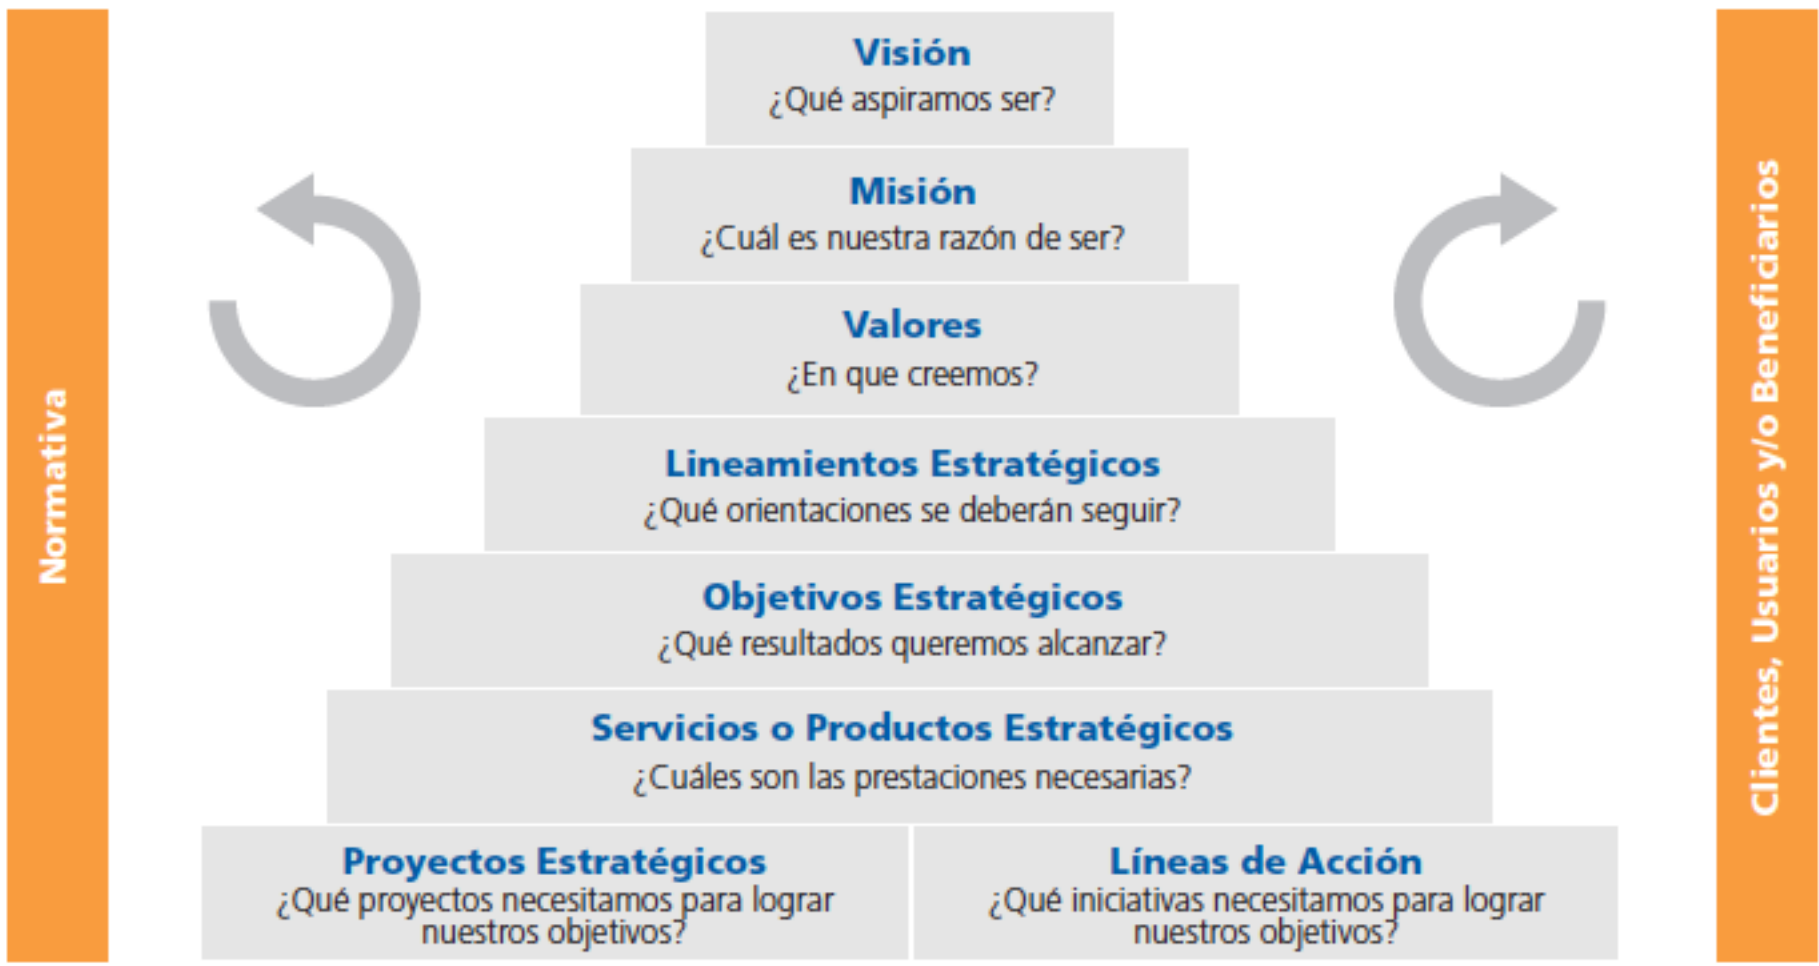 Normativa
Visión
¿Qué aspiramos ser?
Misión
¿Cuál es nuestra razón de ser?
Valores
¿En que creemos?
Lineamientos Estratégicos
¿Qué orientaciones se deberán seguir?
Objetivos Estratégicos
¿Qué resultados queremos alcanzar?
Servicios o Productos Estratégicos
¿Cuáles son las prestaciones necesarias?
Proyectos Estratégicos
¿Qué proyectos necesitamos para lograr
nuestros objetivos?
Líneas de Acción
¿Qué iniciativas necesitamos para lograr
nuestros objetivos?
Clientes, Usuarios y/o Beneficiarios